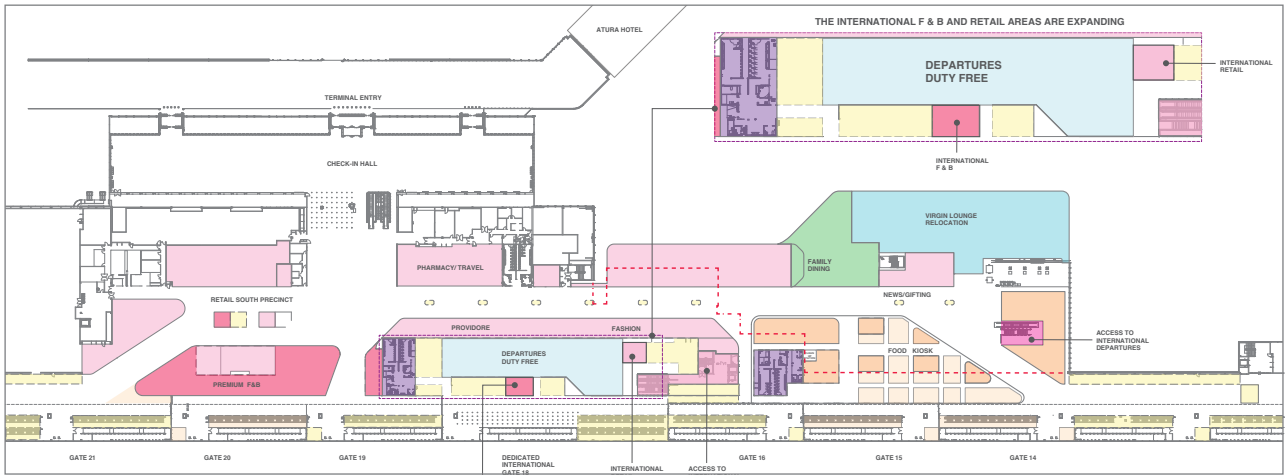 ATURA HOTEL
THE INTERNATIONAL F & B AND RETAIL AREAS ARE EXPANDING
DEPARTURES
DUTY FREE
INTERNATIONAL
RETAIL
INTERNATIONAL
F & B
TERMINAL ENTRY
CHECK-IN HALL
VIRGIN LOUNGE
RELOCATION
PHARMACY/ TRAVEL
FAMILY
DINING
RETAIL SOUTH PRECINCT
NEWS/GIFTING
PROVIDORE
FASHION
ACCESS TO
INTERNATIONAL
DEPARTURES
DEPARTURES
DUTY FREE
FOOD KIOSK
PREMIUM F&B
GATE 21
GATE 20
GATE 19
DEDICATED
INTERNATIONAL
GATE 18
INTERNATIONAL
ACCESS TO
GATE 16
GATE 15
GATE 14